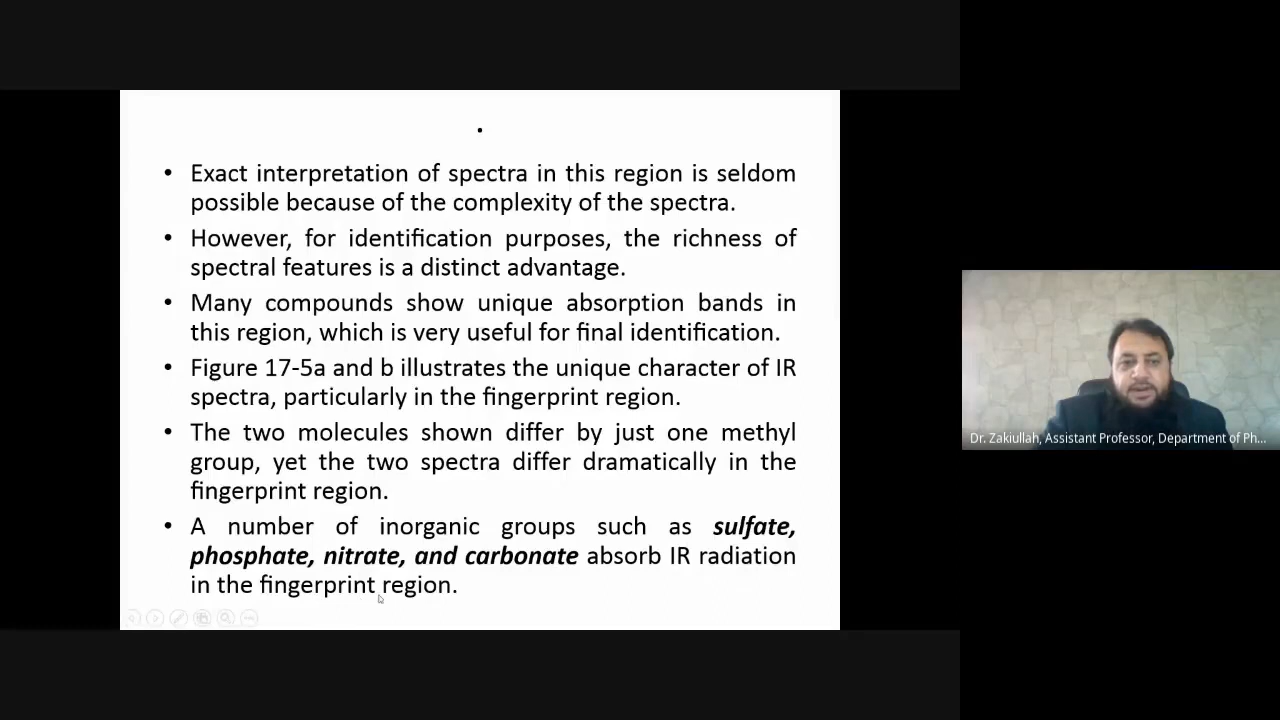 .
• Exact interpretation of spectra in this region is seldom
possible because of the complexity of the spectra.
• However, for identification purposes, the richness of
spectral features is a distinct advantage.
• Many compounds show unique absorption bands in
this region, which is very useful for final identification.
• Figure 17-5a and b illustrates the unique character of IR
spectra, particularly in the fingerprint region.
• The two molecules shown differ by just one methyl
group, yet the two spectra differ dramatically in the
fingerprint region.
• A number of inorganic groups such as sulfate,
phosphate, nitrate, and carbonate absorb IR radiation
in the fingerprint region.
Dr. Zakiullah, Assistant Professor, Department of Ph...